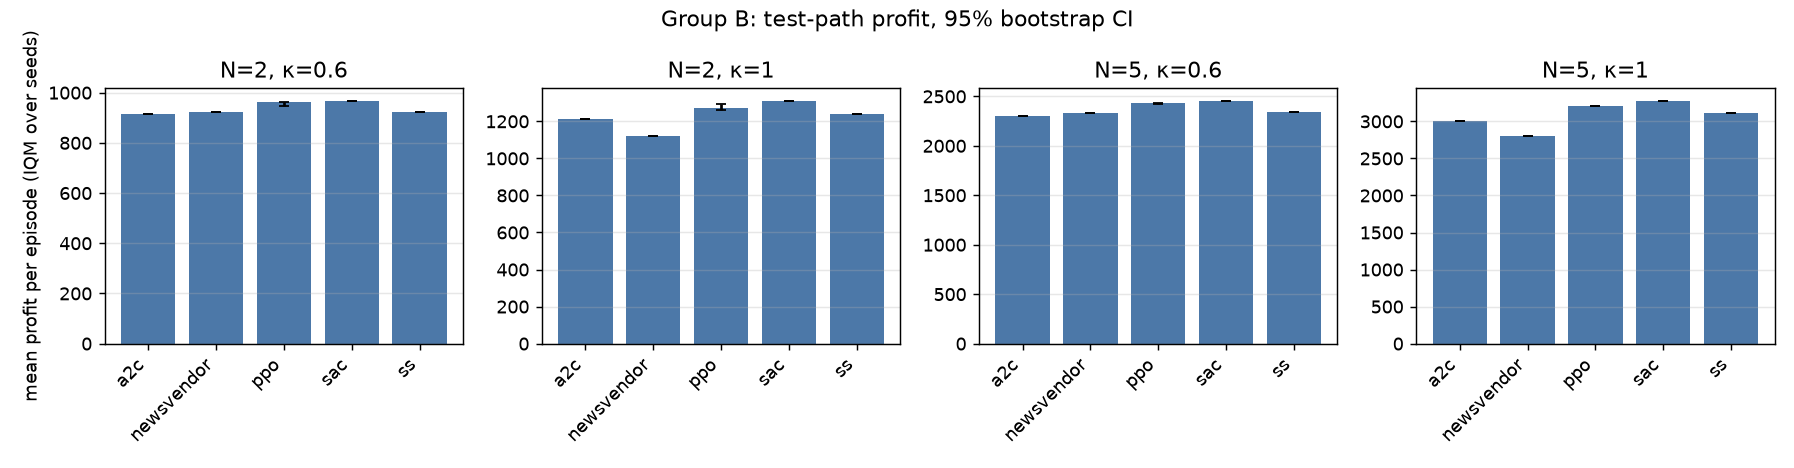 Group B: test-path profit, 95% bootstrap CI
mean profit per episode (IQM over seeds)
N=2, κ=0.6
1000
800
600
400
200
0
a2c
newsvendor
ppo
sac
ss
N=2, κ=1
1200
1000
800
600
400
200
0
a2c
newsvendor
ppo
sac
ss
N=5, κ=0.6
2500
2000
1500
1000
500
0
a2c
newsvendor
ppo
sac
ss
N=5, κ=1
3000
2500
2000
1500
1000
500
0
a2c
newsvendor
ppo
sac
ss